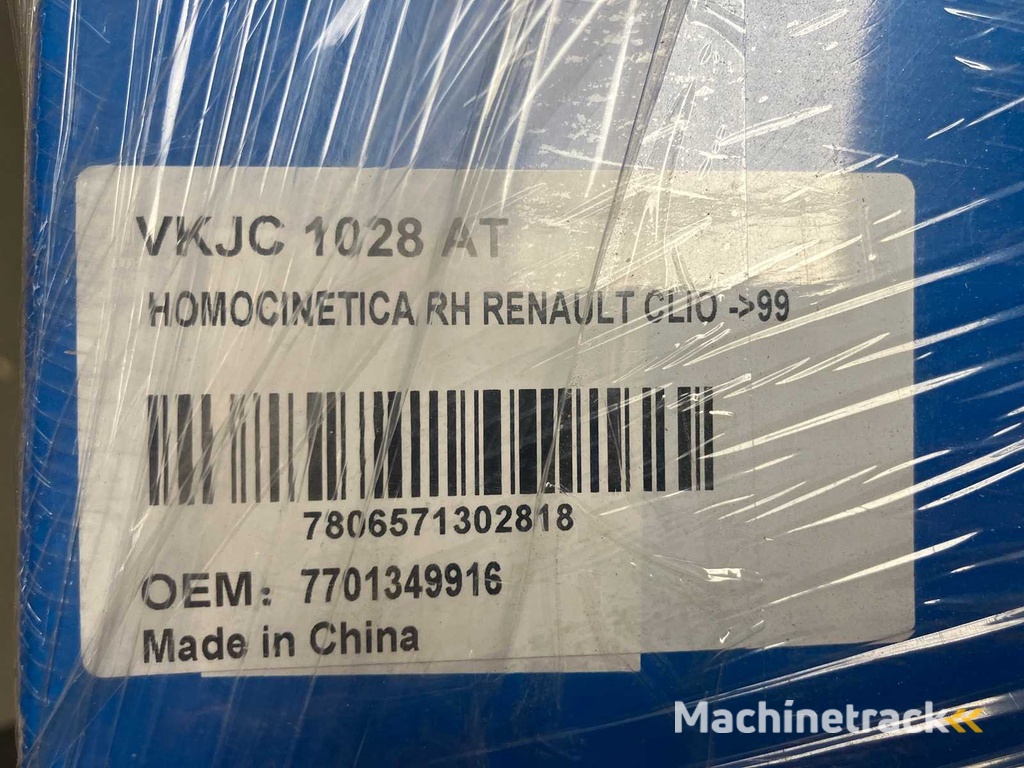 VKJC 1028 AT
HOMOCINETICA RH RENAULT CLIO ->99
7806571302818
OEM: 7701349916
Made in China
Machinetrack